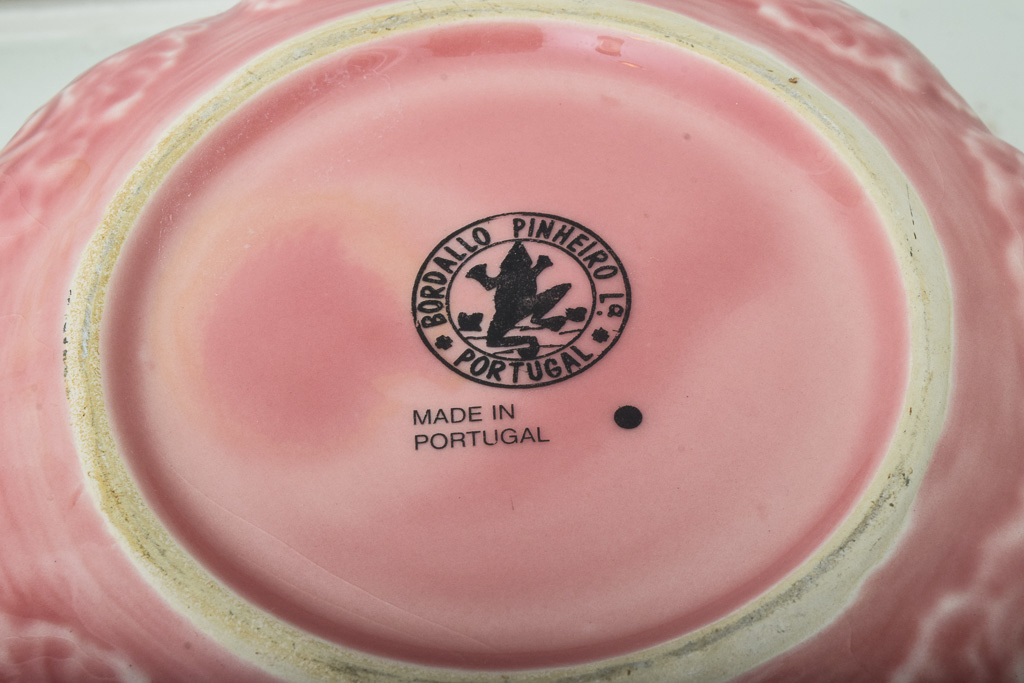 BORDALLO PINHEIRO Lª.
PORTUGAL
MADE IN
PORTUGAL